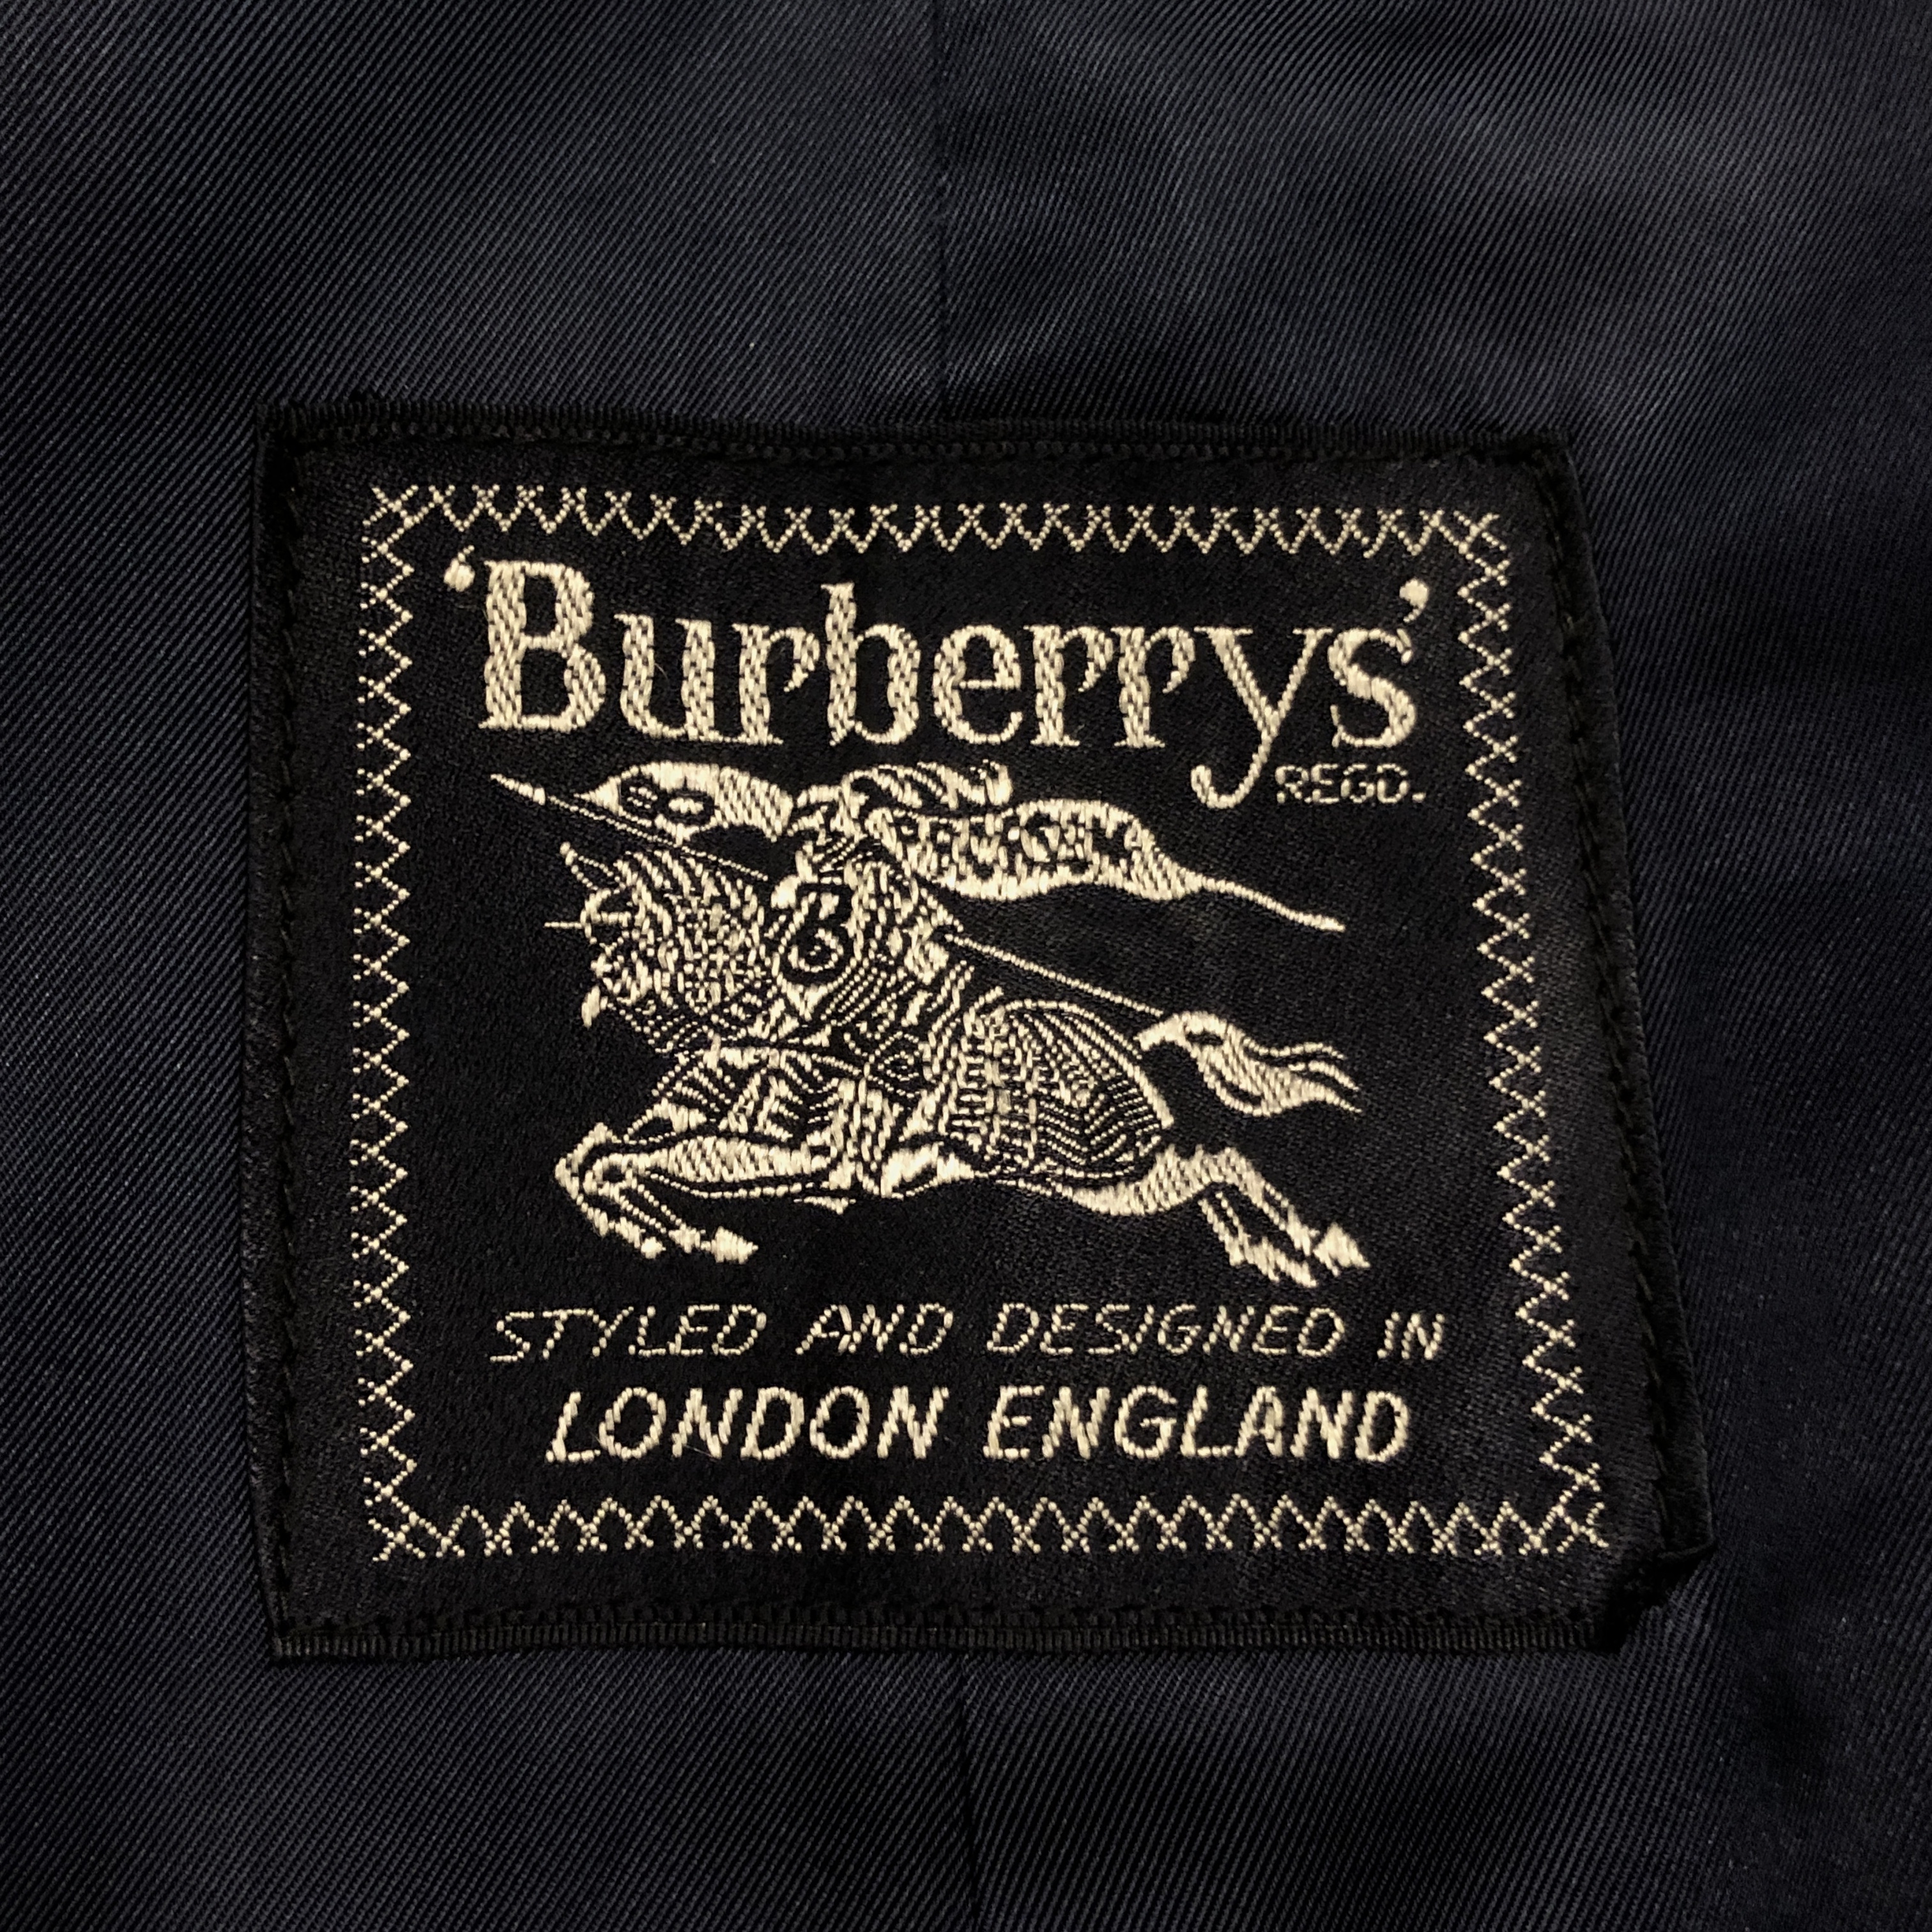 ‘Burberrys’
REGD.
B
STYLED AND DESIGNED IN
LONDON ENGLAND